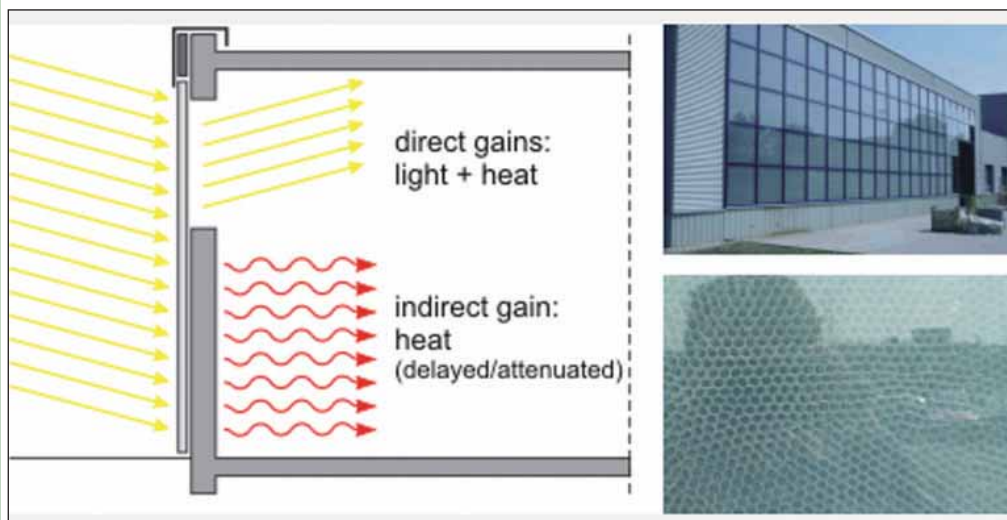 direct gains:
light + heat
indirect gain:
heat
(delayed/attenuated)